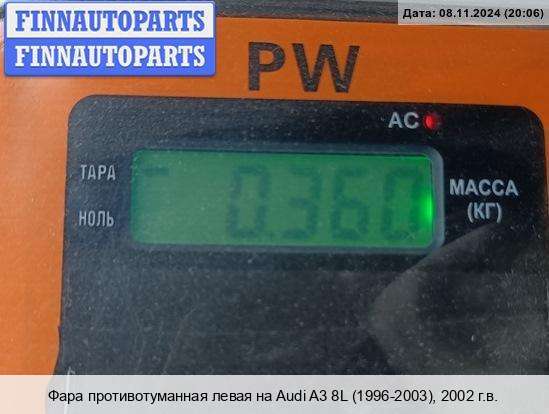 FINNAUTOPARTS
FINNAUTOPARTS
Дата: 08.11.2024 (20:06)
PW
AC
ТАРА
НОЛЬ
0.360
МАССА
(КГ)
Фара противотуманная левая на Audi A3 8L (1996-2003), 2002 г.в.